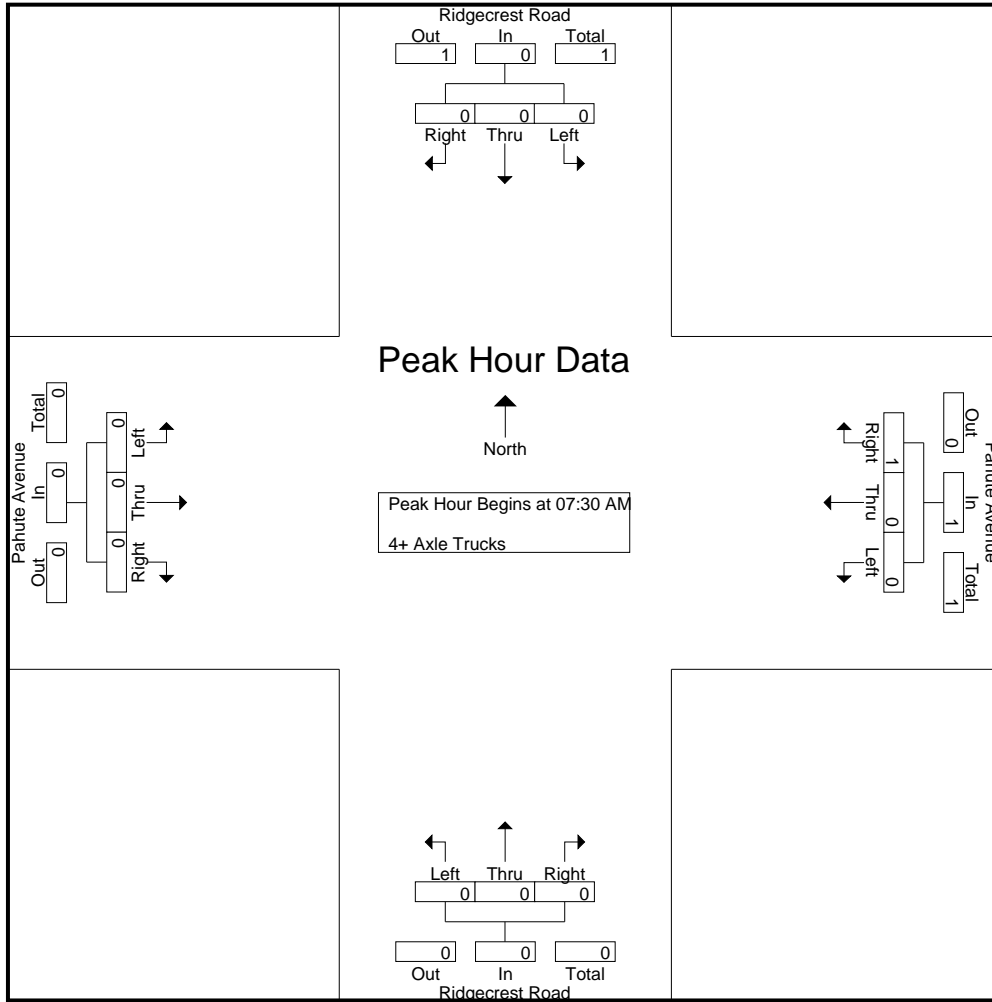 Ridgecrest Road
Out In Total
1 0 1
0 0 0
Right Thru Left
Peak Hour Data
North
Peak Hour Begins at 07:30 AM
4+ Axle Trucks
Pahute Avenue
Total In Out
0 0 0
0 0 0
Left Thru Right
Pahute Avenue
Out In Total
0 1 1
1 0 0
Right Thru Left
Left Thru Right
0 0 0
0 0 0
Out In Total
Ridgecrest Road